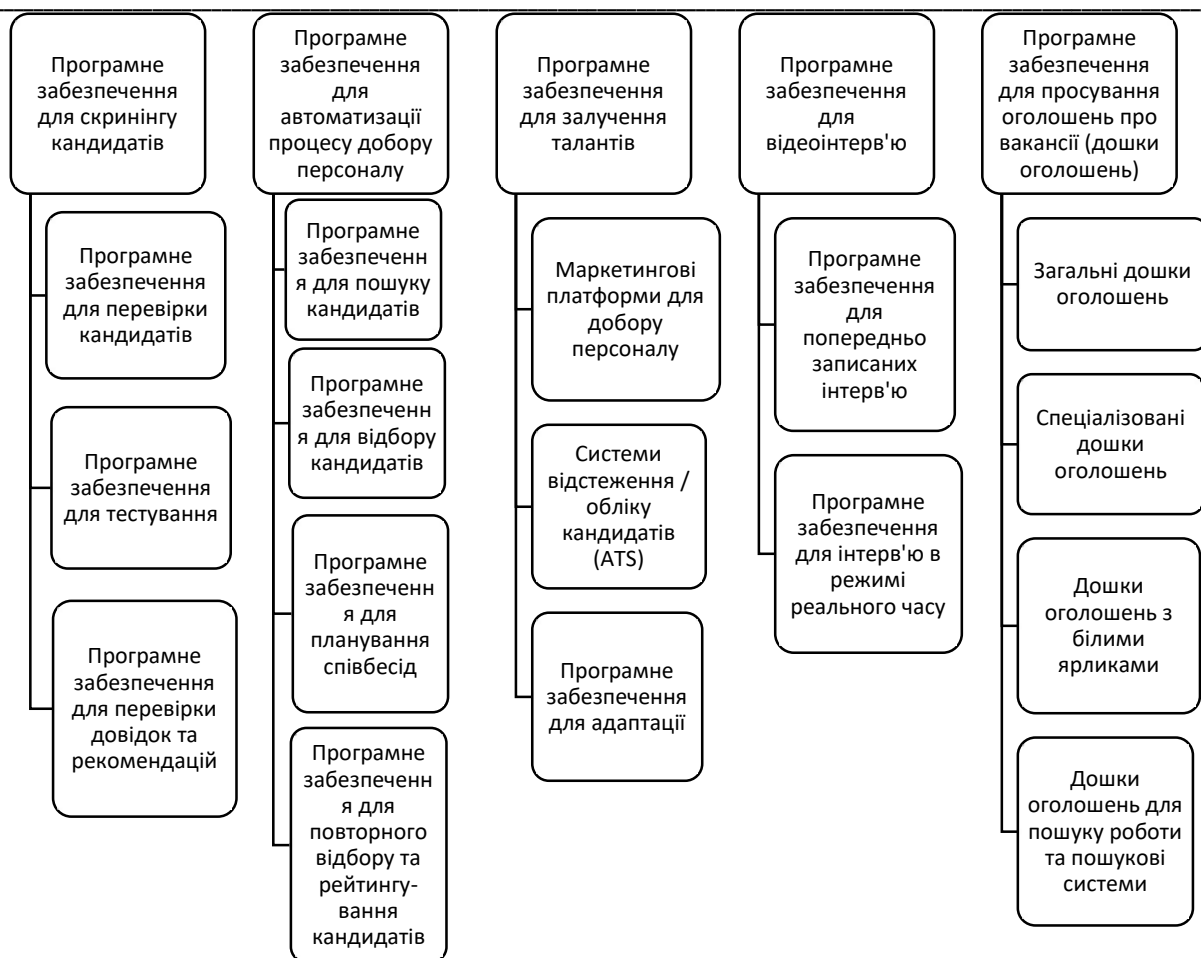 Програмне
забезпечення
для скринінгу
кандидатів
Програмне
забезпечення
для перевірки
кандидатів
Програмне
забезпечення
для тестування
Програмне
забезпечення
для перевірки
довідок та
рекомендацій
Програмне
забезпечення
для
автоматизації
процесу добору
персоналу
Програмне
забезпеченн
я для пошуку
кандидатів
Програмне
забезпеченн
я для відбору
кандидатів
Програмне
забезпеченн
я для
планування
співбесід
Програмне
забезпеченн
я для
повторного
відбору та
рейтингу-
вання
кандидатів
Програмне
забезпечення
для залучення
талантів
Маркетингові
платформи для
добору
персоналу
Системи
відстеження /
обліку
кандидатів
(ATS)
Програмне
забезпечення
для адаптації
Програмне
забезпечення
для
відеоінтерв'ю
Програмне
забезпечення
для
попередньо
записаних
інтерв'ю
Програмне
забезпечення
для інтерв'ю в
режимі
реального часу
Програмне
забезпечення
для просування
оголошень про
вакансії (дошки
оголошень)
Загальні дошки
оголошень
Спеціалізовані
дошки
оголошень
Дошки
оголошень з
білими
ярликами
Дошки
оголошень для
пошуку роботи
та пошукові
системи